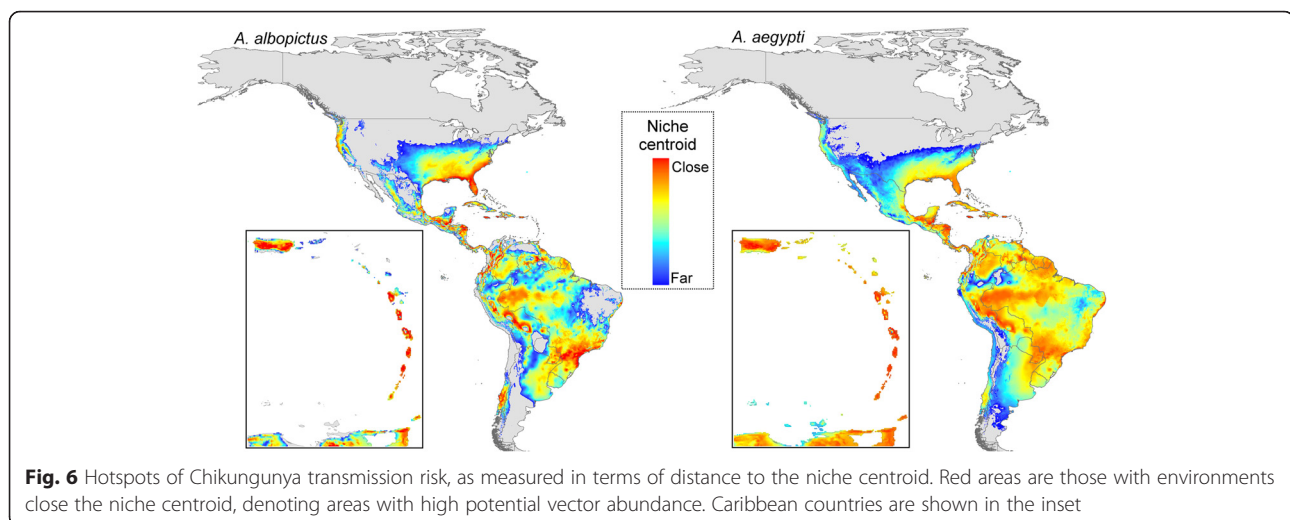 A. albopictus
A. aegypti
Niche
centroid
Close
Far
Fig. 6 Hotspots of Chikungunya transmission risk, as measured in terms of distance to the niche centroid. Red areas are those with environments
close the niche centroid, denoting areas with high potential vector abundance. Caribbean countries are shown in the inset